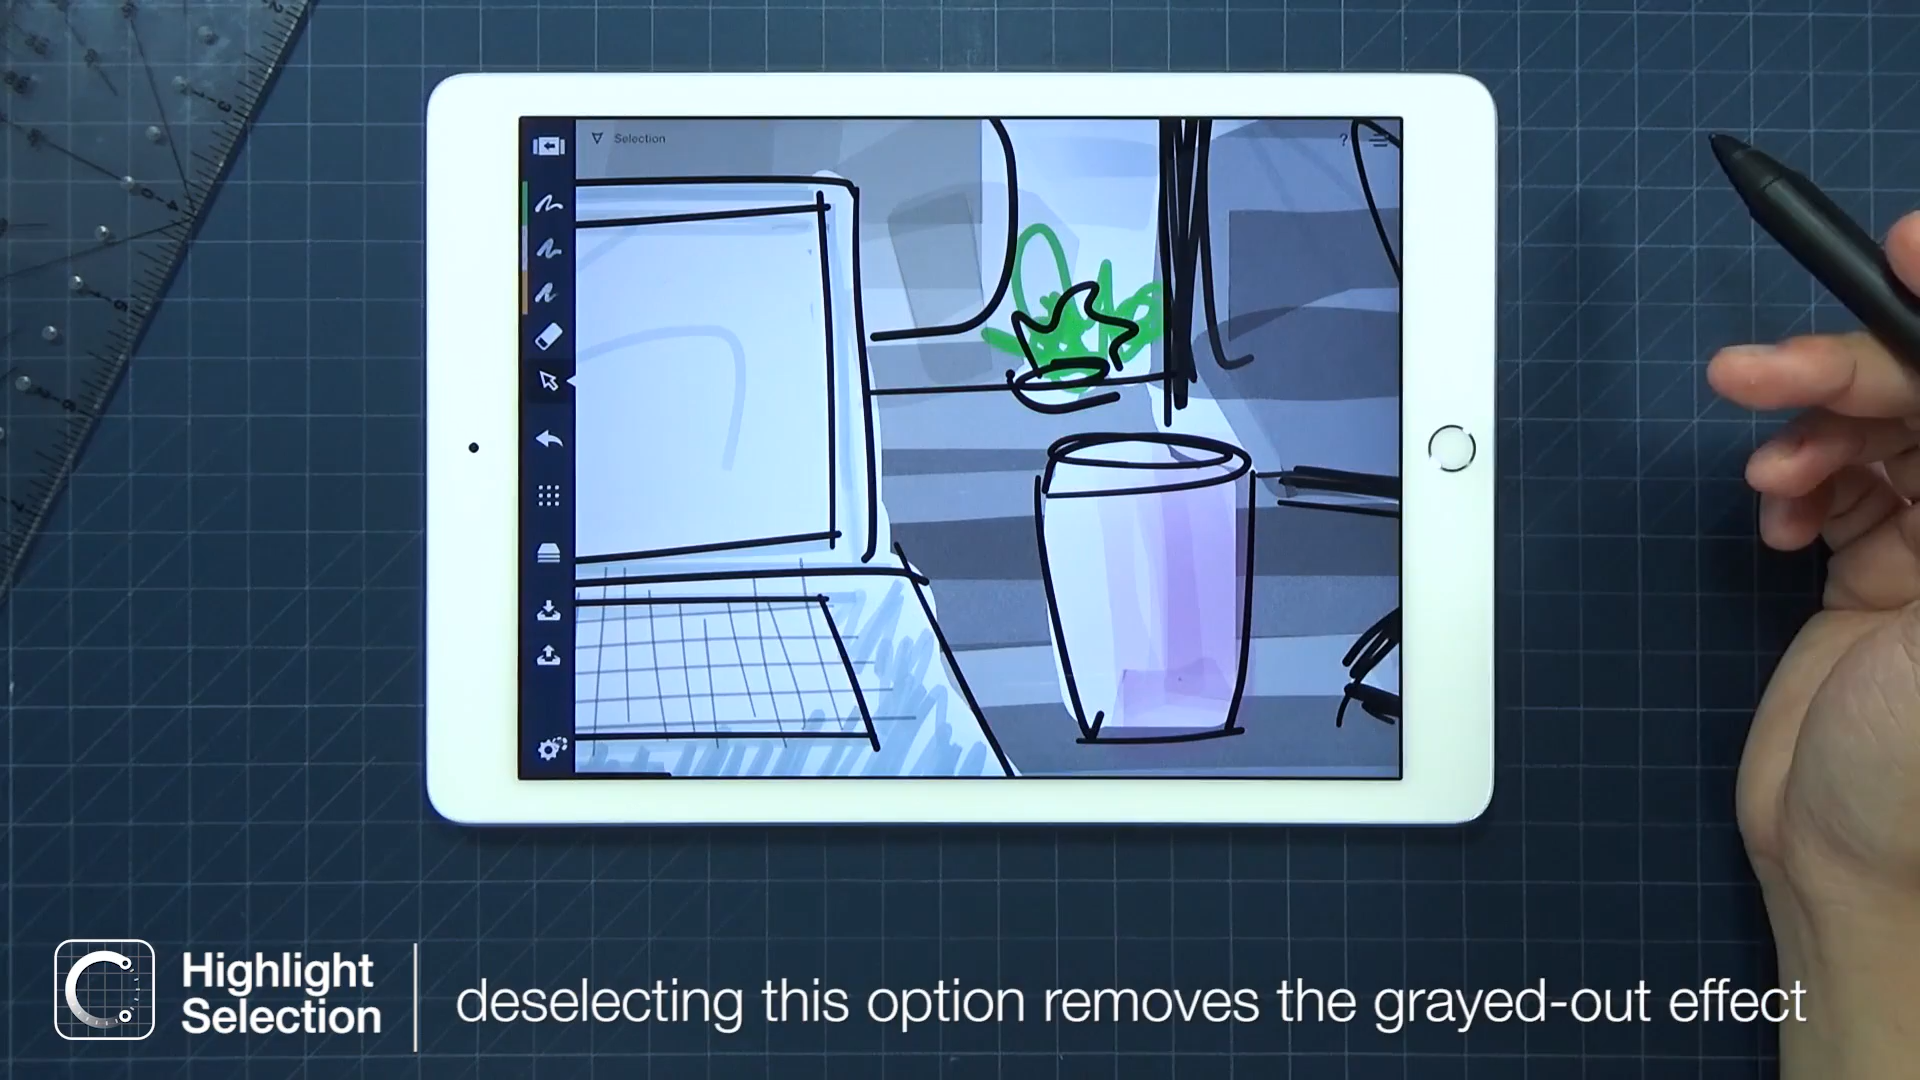 Selection
?
Highlight
Selection
deselecting this option removes the grayed-out effect